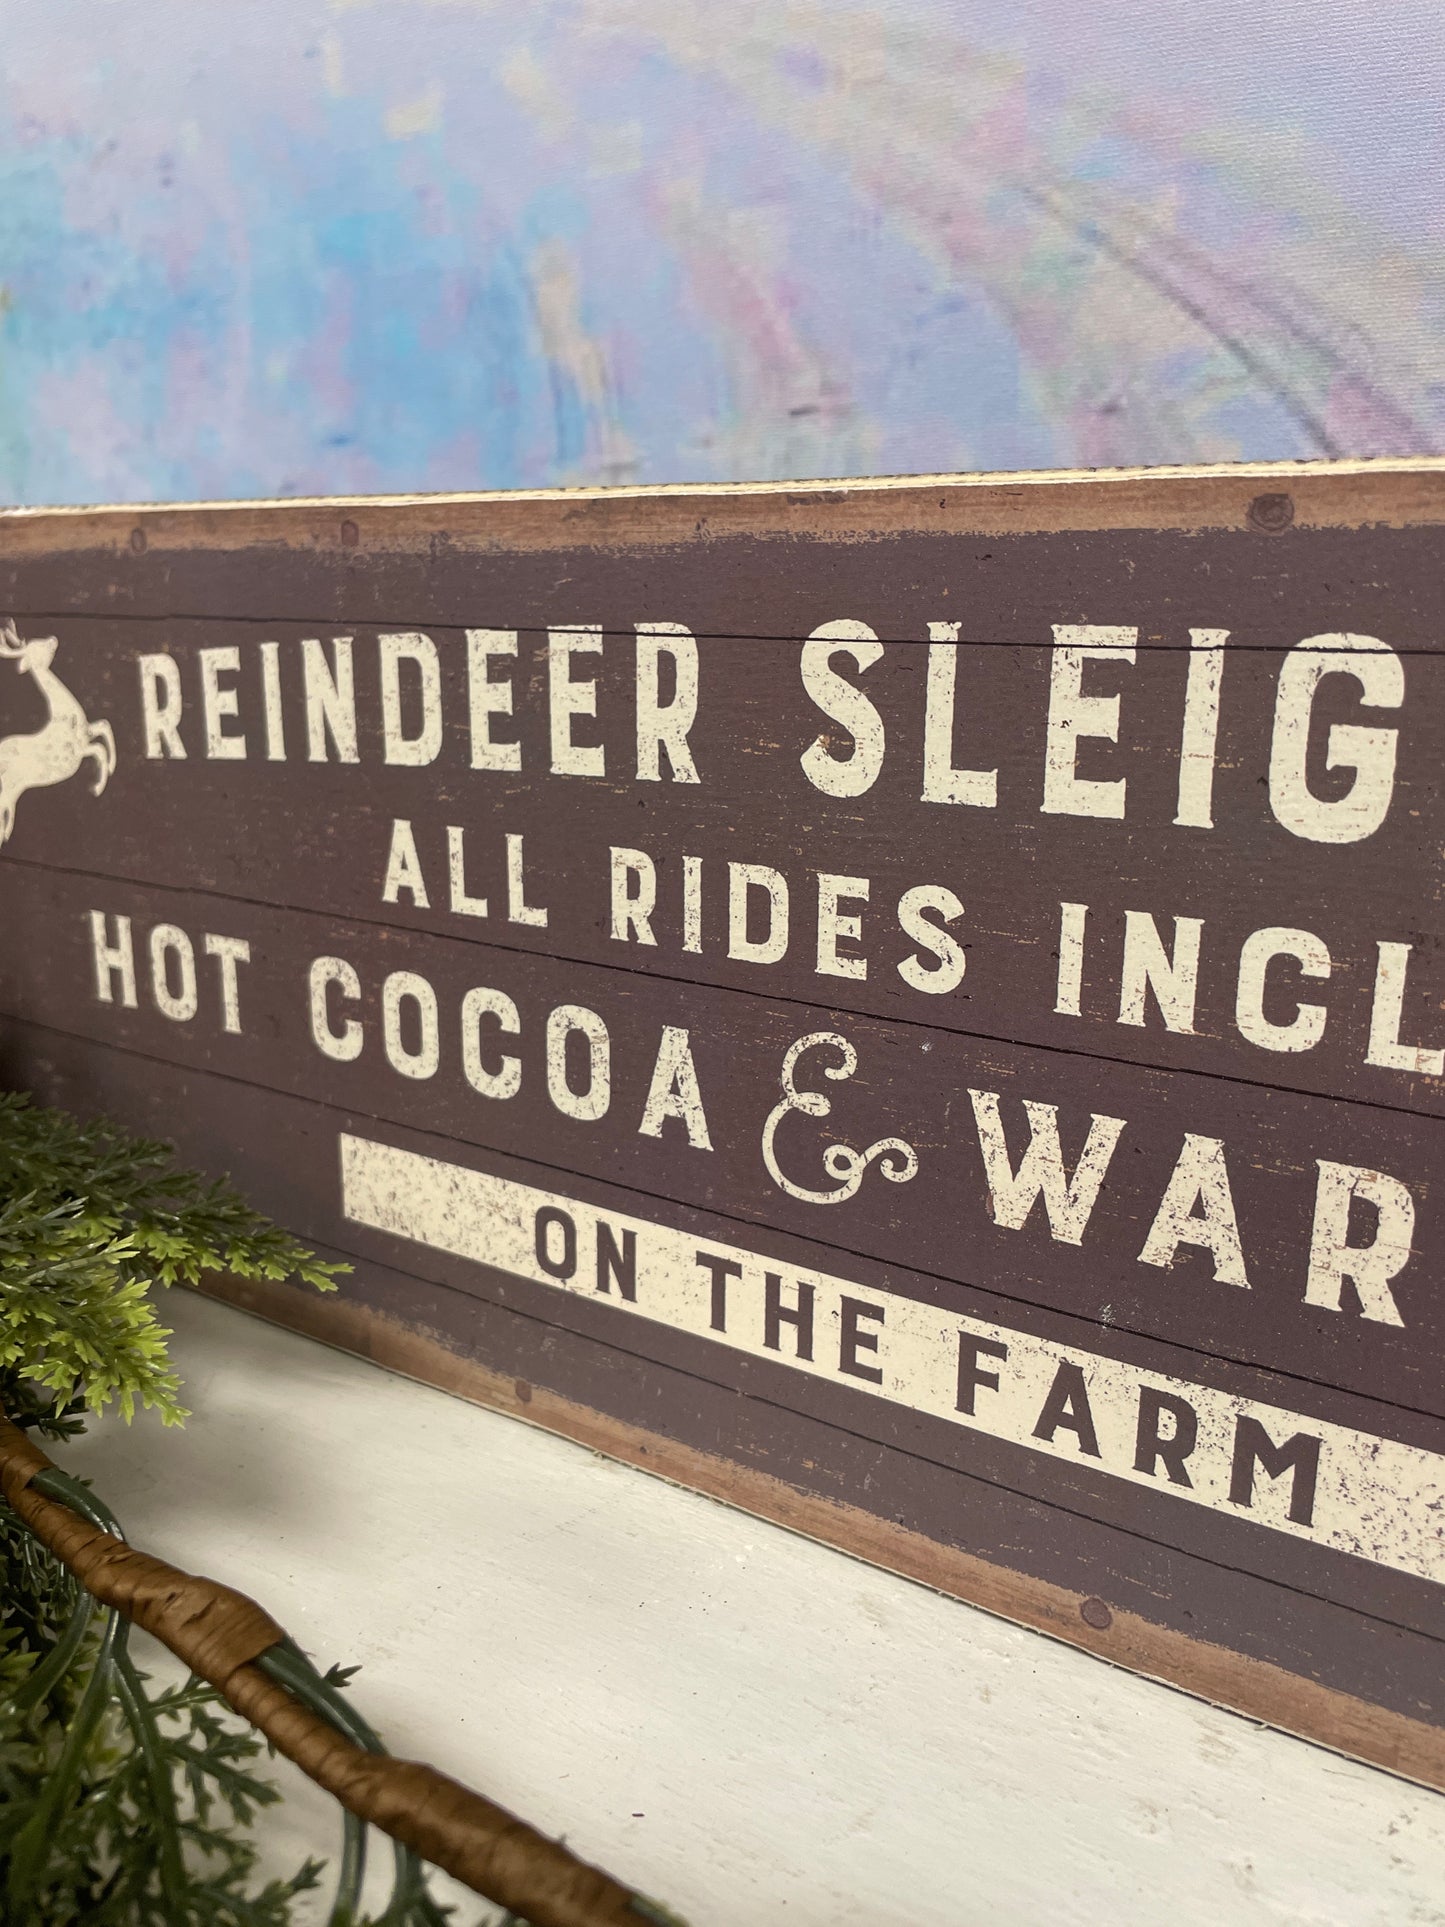 REINDEER SLEIG
ALL RIDES INCL
HOT COCOA & WAR
ON THE FARM